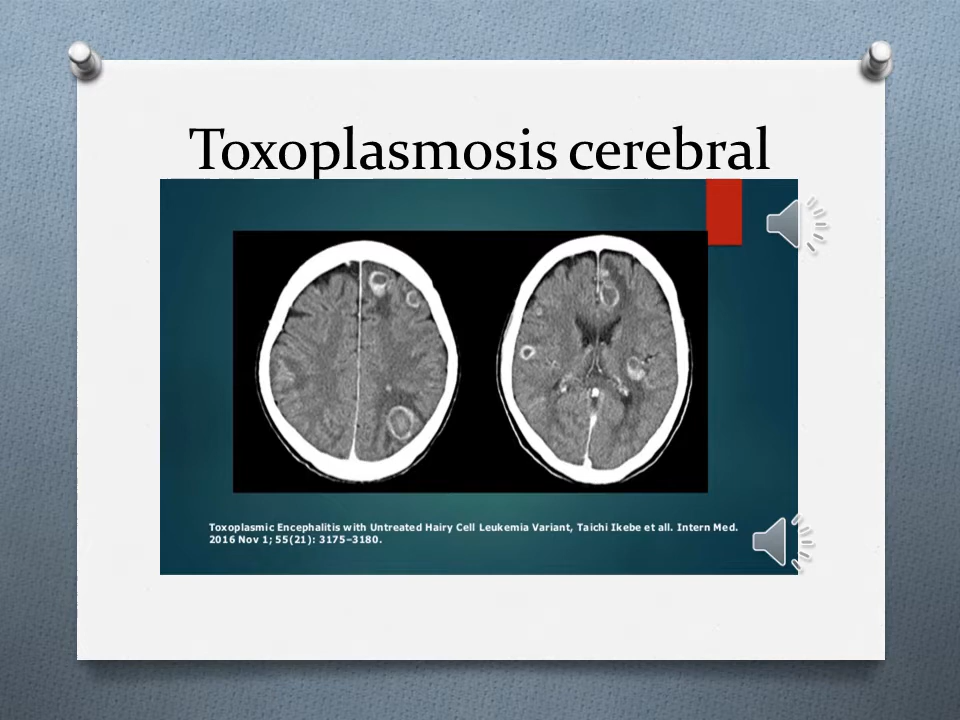 Toxoplasmosis cerebral
Toxoplasmic Encephalitis with Untreated Hairy Cell Leukemia Variant, Taichi Ikebe et all. Intern Med.
2016 Nov 1; 55(21): 3175–3180.